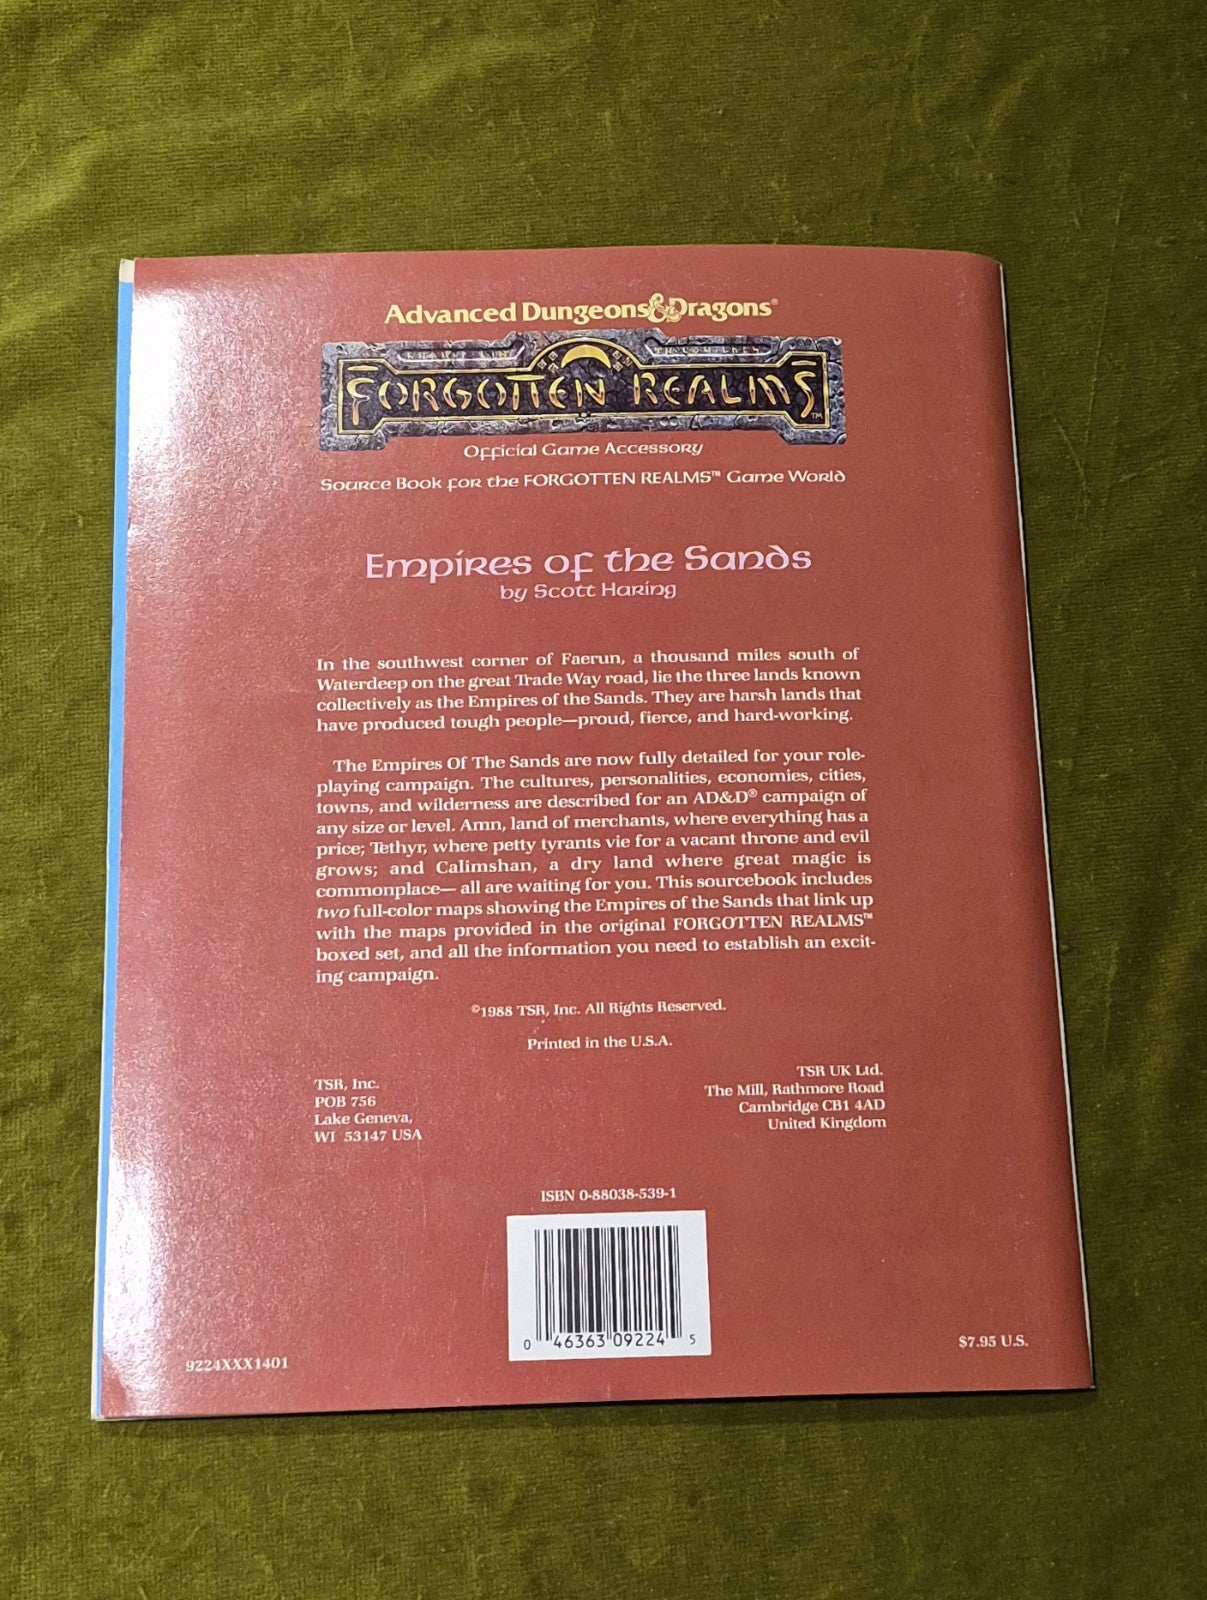 Advanced Dungeons & Dragons®
FORGOTTEN REALMS™
Official Game Accessory
Source Book for the FORGOTTEN REALMS™ Game World
Empires of the Sands
by Scott Haring
In the southwest corner of Faerun, a thousand miles south of
Waterdeep on the great Trade Way road, lie the three lands known
collectively as the Empires of the Sands. They are harsh lands that
have produced tough people—proud, fierce, and hard-working.
The Empires Of The Sands are now fully detailed for your role-
playing campaign. The cultures, personalities, economies, cities,
towns, and wilderness are described for an AD&D® campaign of
any size or level. Amn, land of merchants, where everything has a
price; Tethyr, where petty tyrants vie for a vacant throne and evil
grows; and Calimshan, a dry land where great magic is
commonplace— all are waiting for you. This sourcebook includes
two full-color maps showing the Empires of the Sands that link up
with the maps provided in the original FORGOTTEN REALMS™
boxed set, and all the information you need to establish an excit-
ing campaign.
©1988 TSR, Inc. All Rights Reserved.
Printed in the U.S.A.
TSR, Inc.
POB 756
Lake Geneva,
WI 53147 USA
TSR UK Ltd.
The Mill, Rathmore Road
Cambridge CB1 4AD
United Kingdom
ISBN 0-88038-539-1
0 46363 09224 5
9224XXX1401
$7.95 U.S.